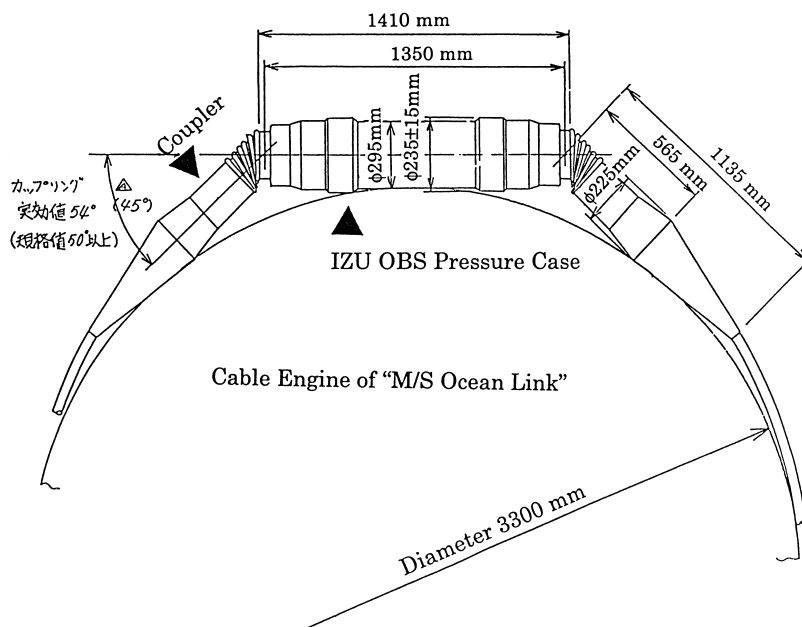 1410 mm
1350 mm
Coupler
φ295mm
φ235±15mm
φ225mm
565 mm
1135 mm
カップリング
実効値 54°
(規格値50°以上)
(45°)
IZU OBS Pressure Case
Cable Engine of “M/S Ocean Link”
Diameter 3300 mm